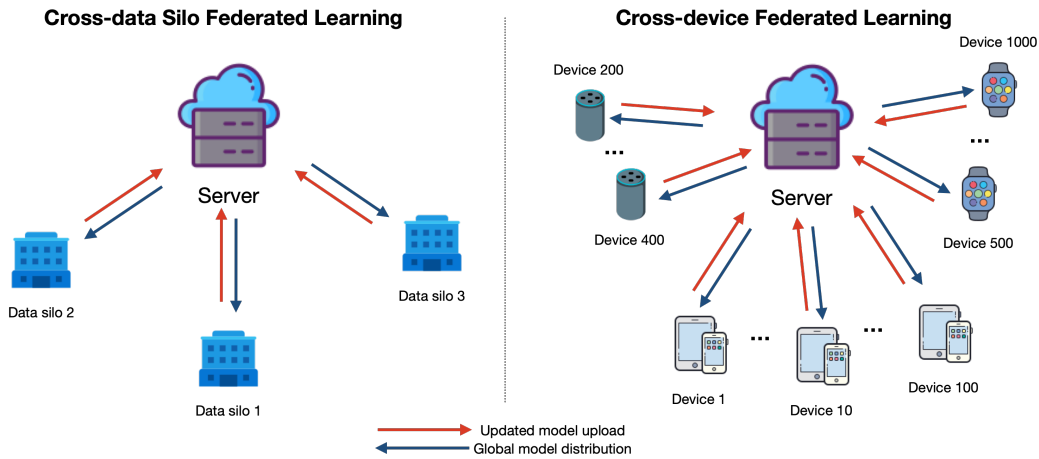 Cross-data Silo Federated Learning
Server
Data silo 2
Data silo 3
Data silo 1
Cross-device Federated Learning
Device 1000
Device 200
...
...
Server
Device 400
Device 500
...
...
Device 1
Device 10
Device 100
Updated model upload
Global model distribution